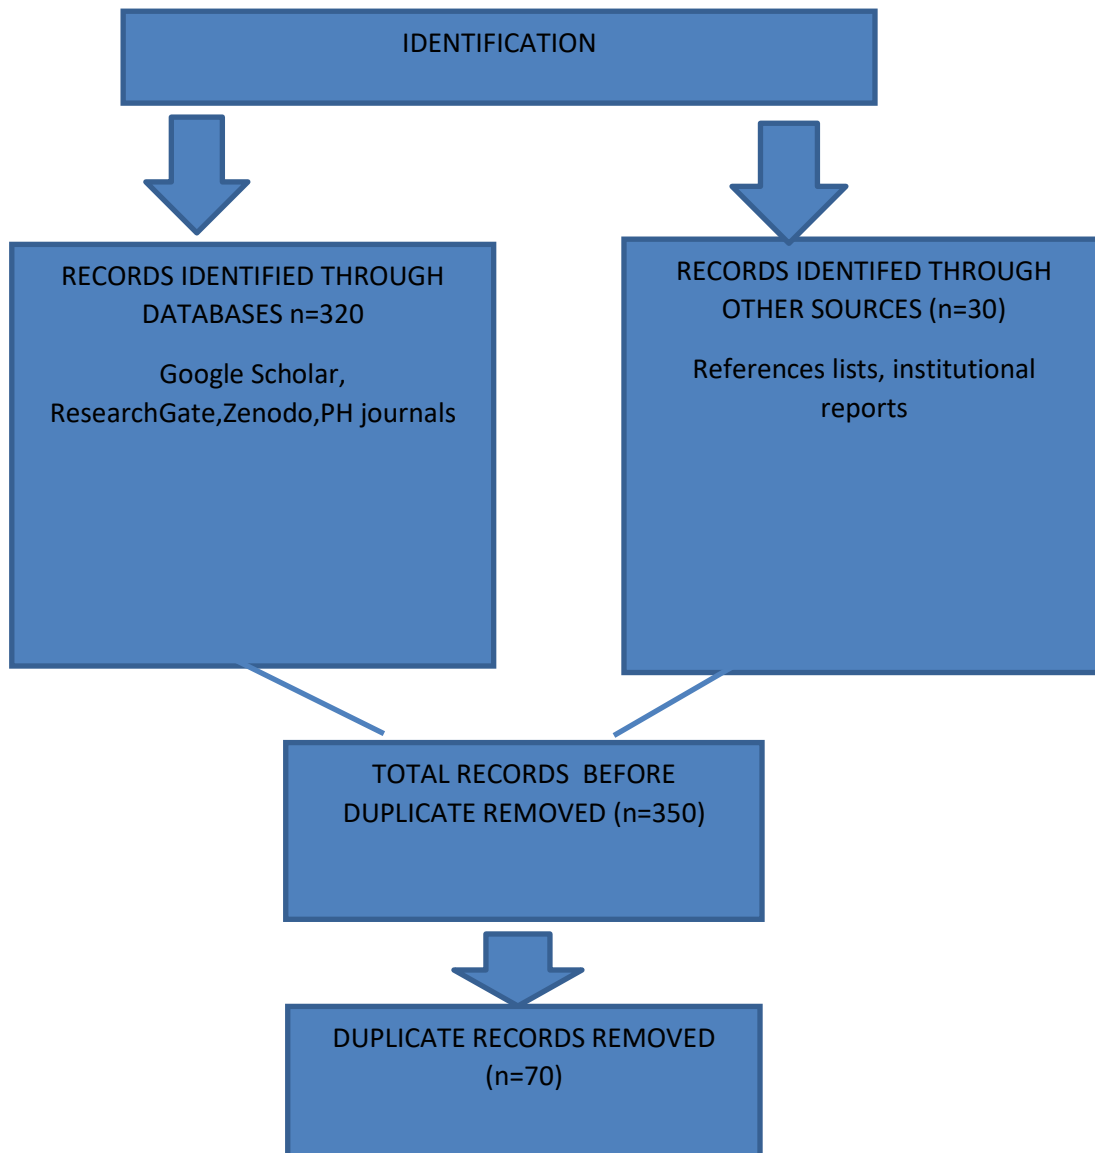 IDENTIFICATION
RECORDS IDENTIFIED THROUGH
DATABASES n=320
Google Scholar,
ResearchGate,Zenodo,PH journals
RECORDS IDENTIFED THROUGH
OTHER SOURCES (n=30)
References lists, institutional
reports
TOTAL RECORDS  BEFORE
DUPLICATE REMOVED (n=350)
DUPLICATE RECORDS REMOVED
(n=70)